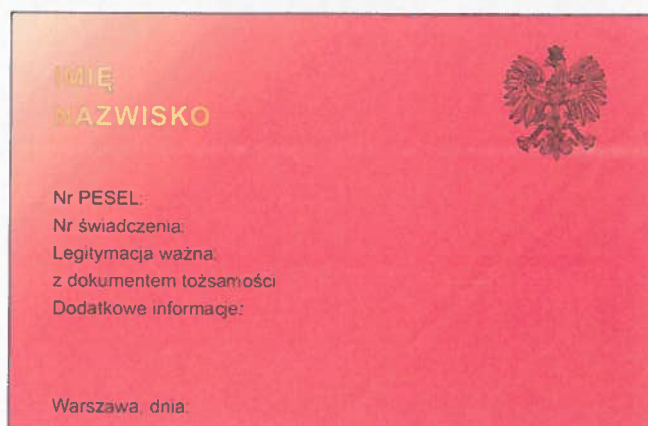 IMIĘ
NAZWISKO
Nr PESEL:
Nr świadczenia:
Legitymacja ważna:
z dokumentem tożsamości
Dodatkowe informacje:
Warszawa, dnia: